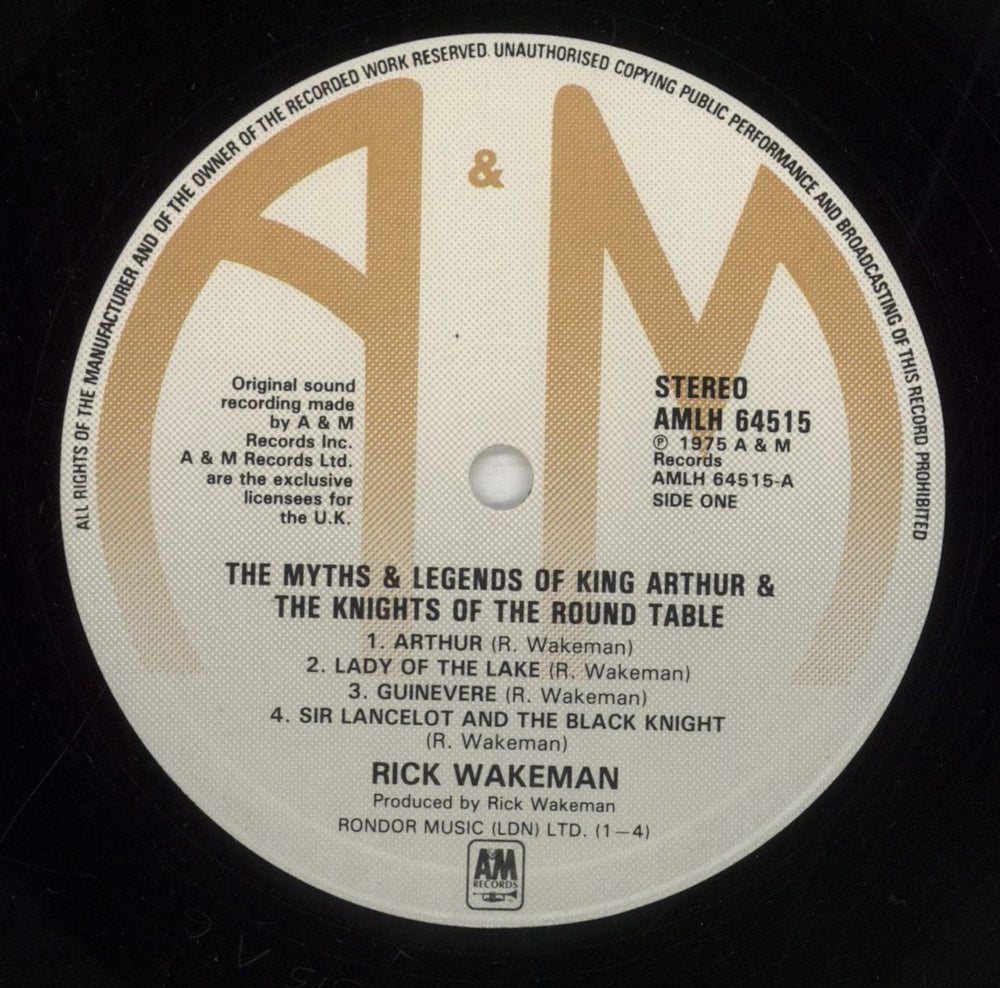 ALL RIGHTS OF THE MANUFACTURER AND OF THE OWNER OF THE RECORDED WORK RESERVED. UNAUTHORISED COPYING PUBLIC PERFORMANCE AND BROADCASTING OF THIS RECORD PROHIBITED
A & M
Original sound
recording made
by A & M
Records Inc.
A & M Records Ltd.
are the exclusive
licensees for
the U.K.
STEREO
AMLH 64515
℗ 1975 A & M
Records
AMLH 64515-A
SIDE ONE
THE MYTHS & LEGENDS OF KING ARTHUR &
THE KNIGHTS OF THE ROUND TABLE
1. ARTHUR (R. Wakeman)
2. LADY OF THE LAKE (R. Wakeman)
3. GUINEVERE (R. Wakeman)
4. SIR LANCELOT AND THE BLACK KNIGHT
(R. Wakeman)
RICK WAKEMAN
Produced by Rick Wakeman
RONDOR MUSIC (LDN) LTD. (1—4)
A&M
RECORDS